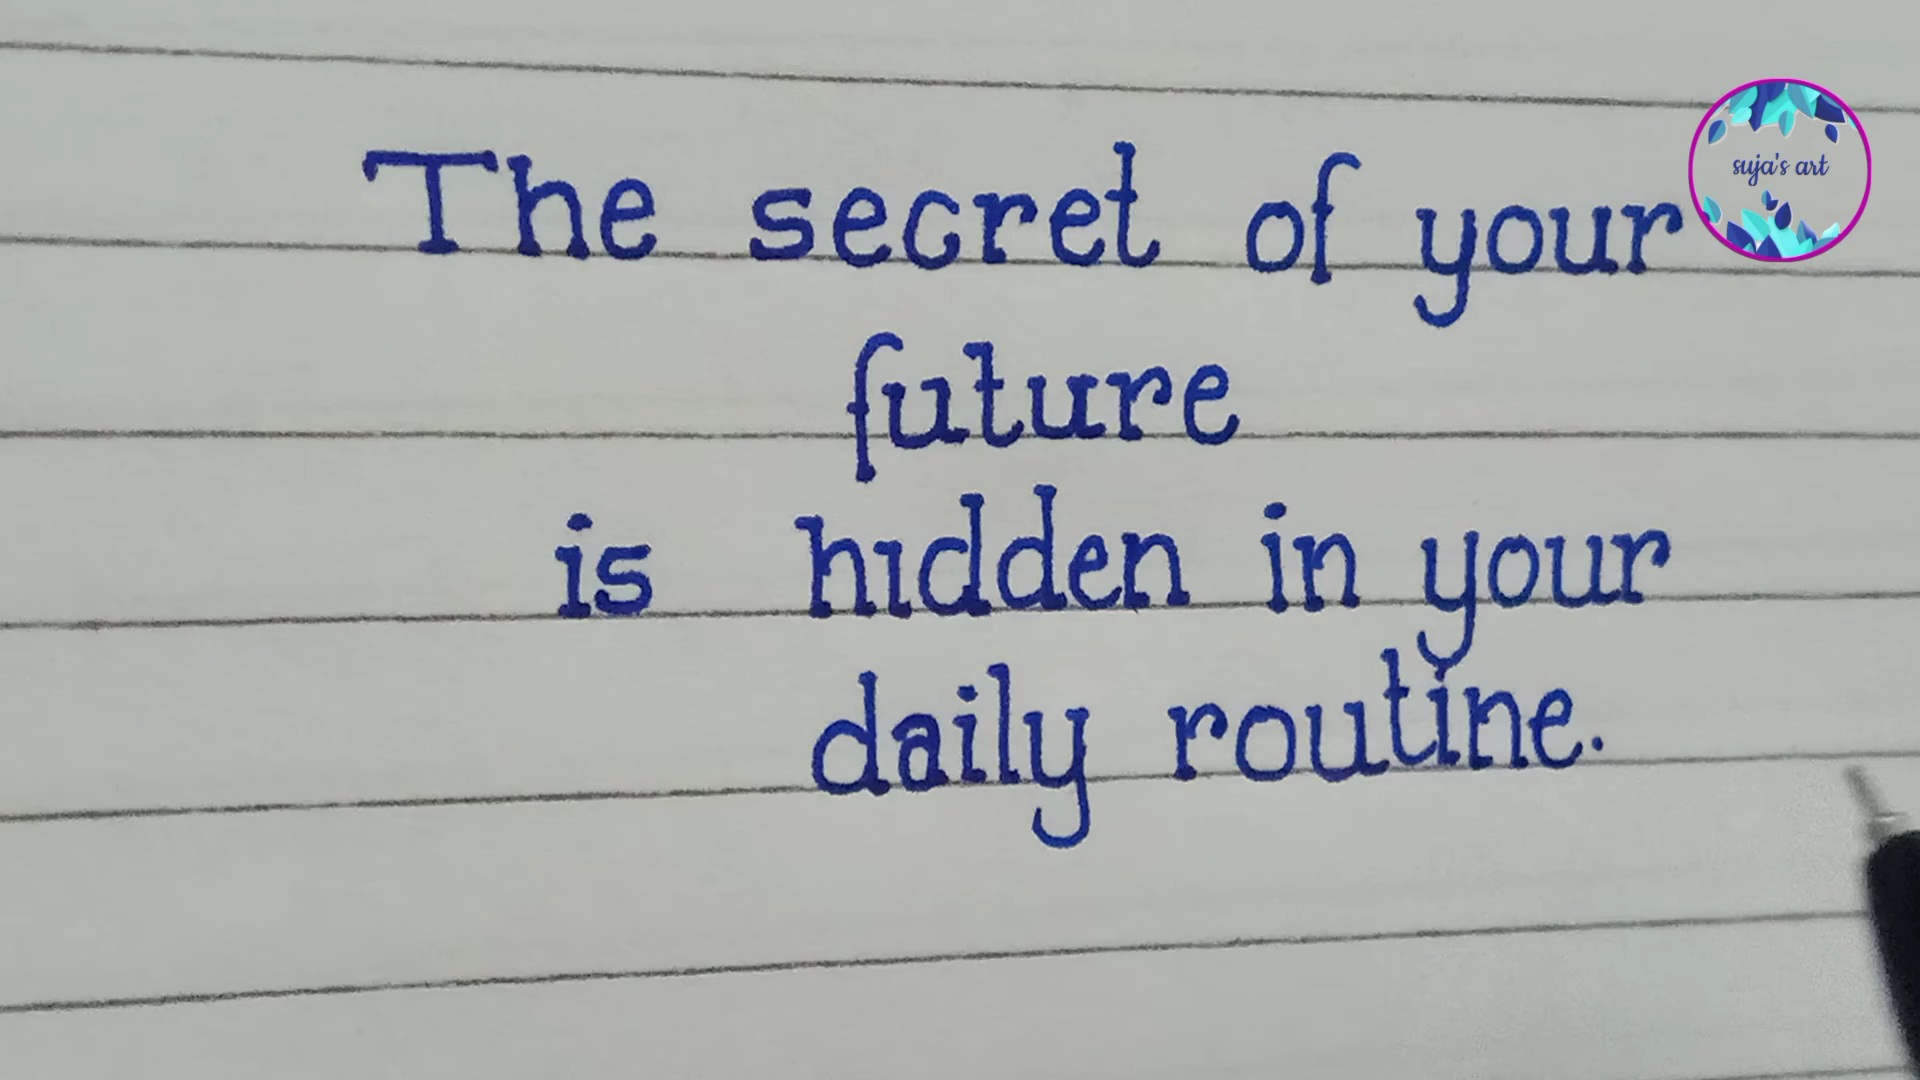 The secret of your
future
is hidden in your
daily routine.
suja's art